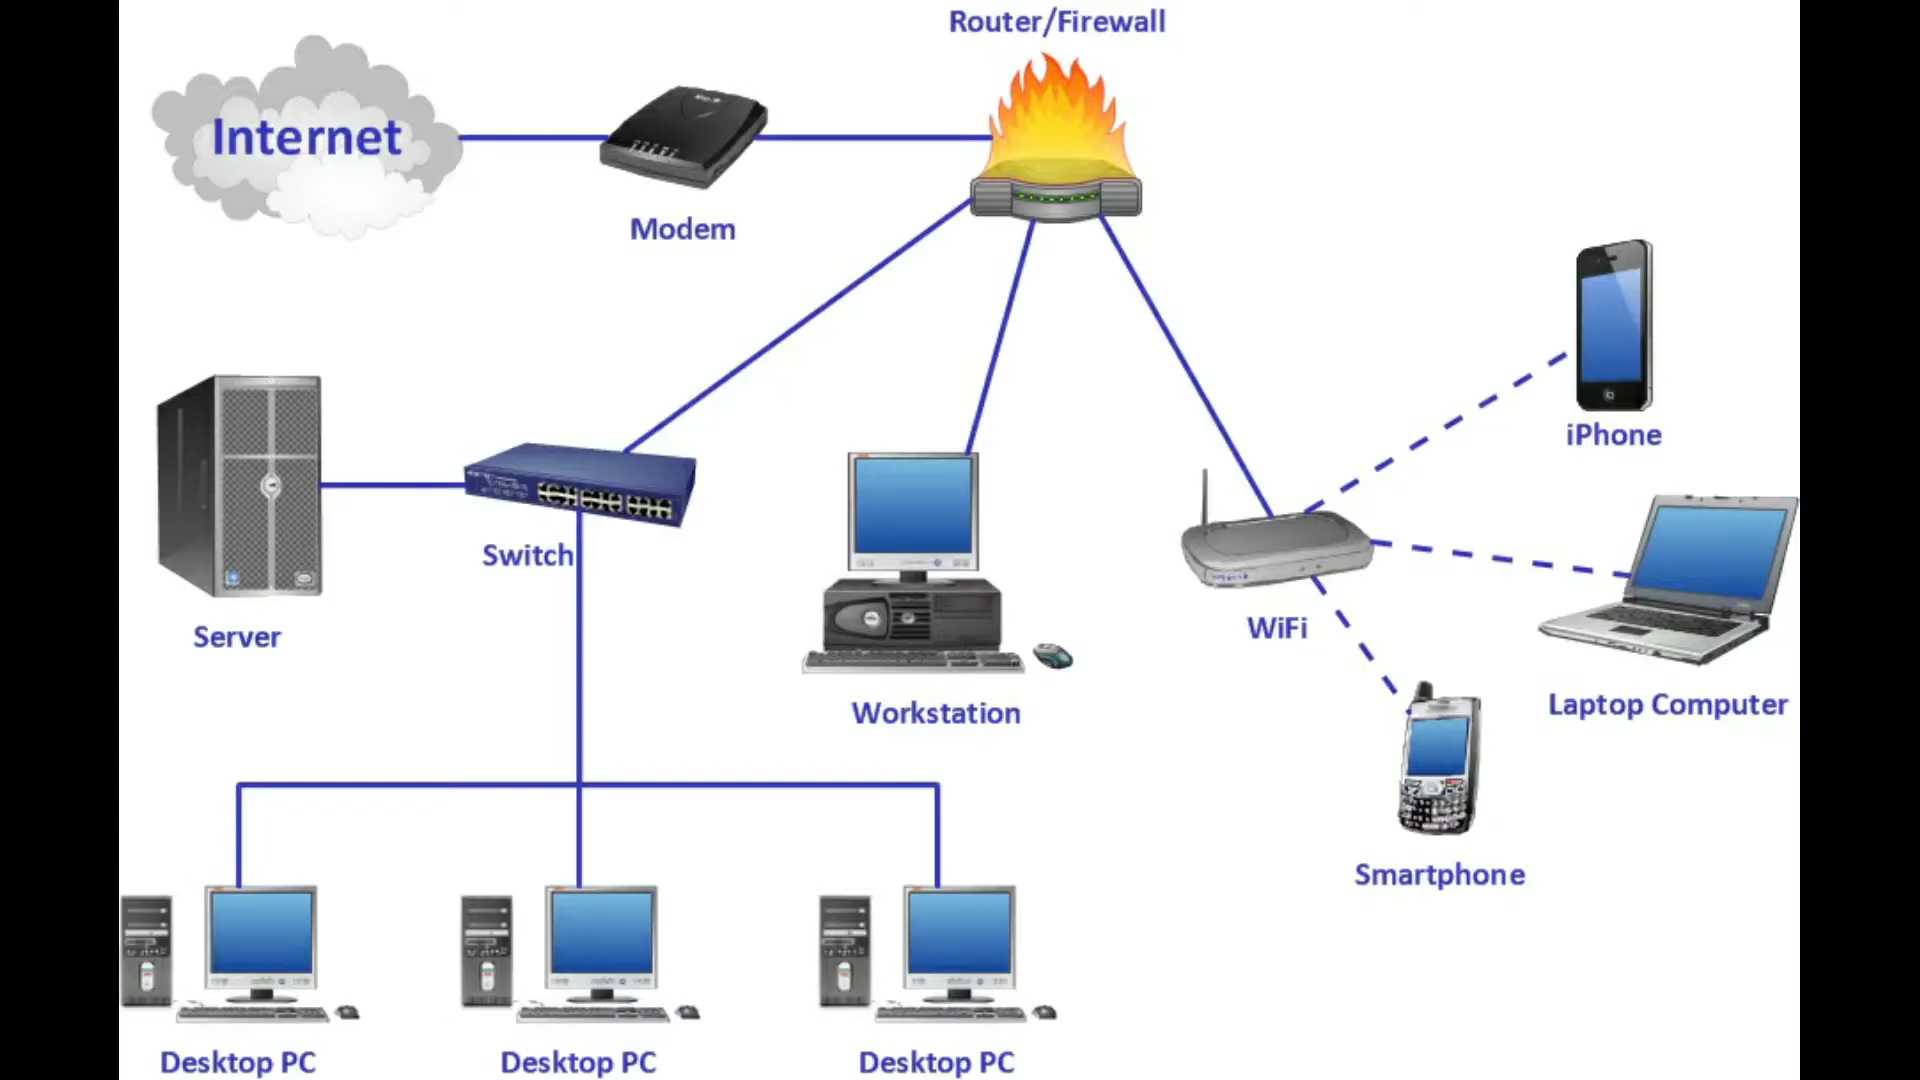 Router/Firewall
Internet
Modem
iPhone
Switch
Server
WiFi
Laptop Computer
Workstation
Smartphone
Desktop PC
Desktop PC
Desktop PC